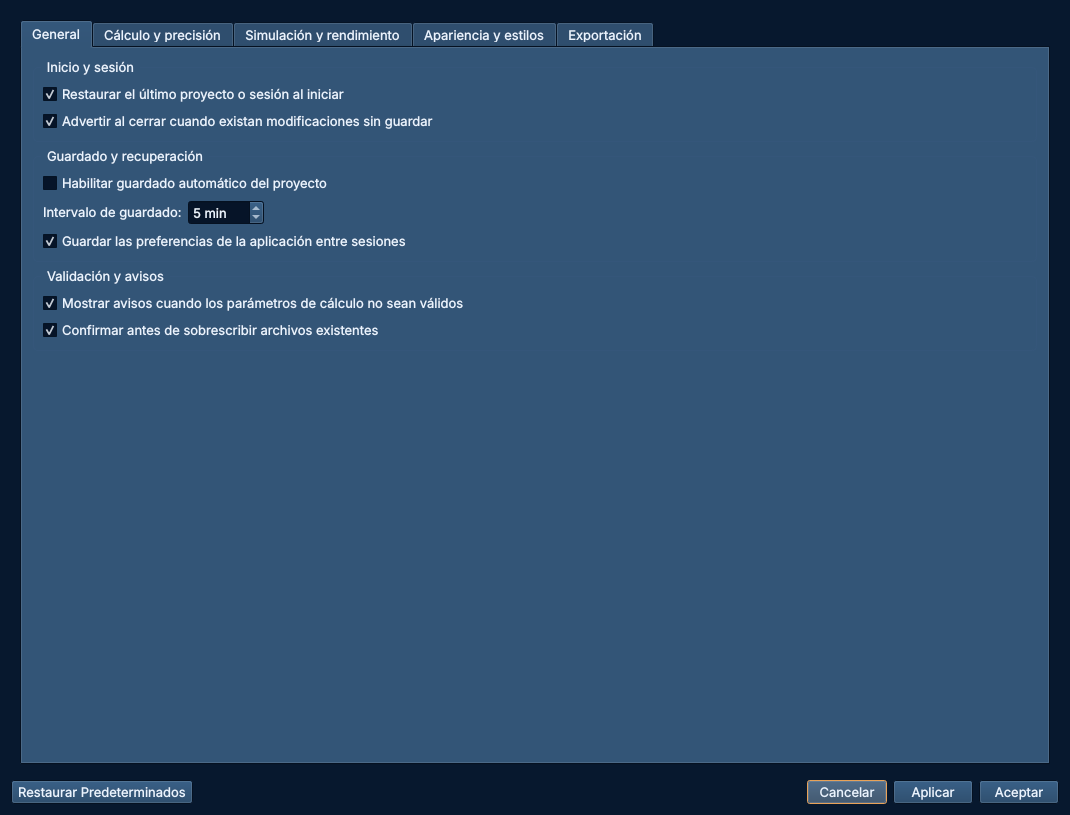 General
Cálculo y precisión
Simulación y rendimiento
Apariencia y estilos
Exportación
Inicio y sesión
Restaurar el último proyecto o sesión al iniciar
Advertir al cerrar cuando existan modificaciones sin guardar
Guardado y recuperación
Habilitar guardado automático del proyecto
Intervalo de guardado: 5 min
Guardar las preferencias de la aplicación entre sesiones
Validación y avisos
Mostrar avisos cuando los parámetros de cálculo no sean válidos
Confirmar antes de sobrescribir archivos existentes
Restaurar Predeterminados
Cancelar
Aplicar
Aceptar